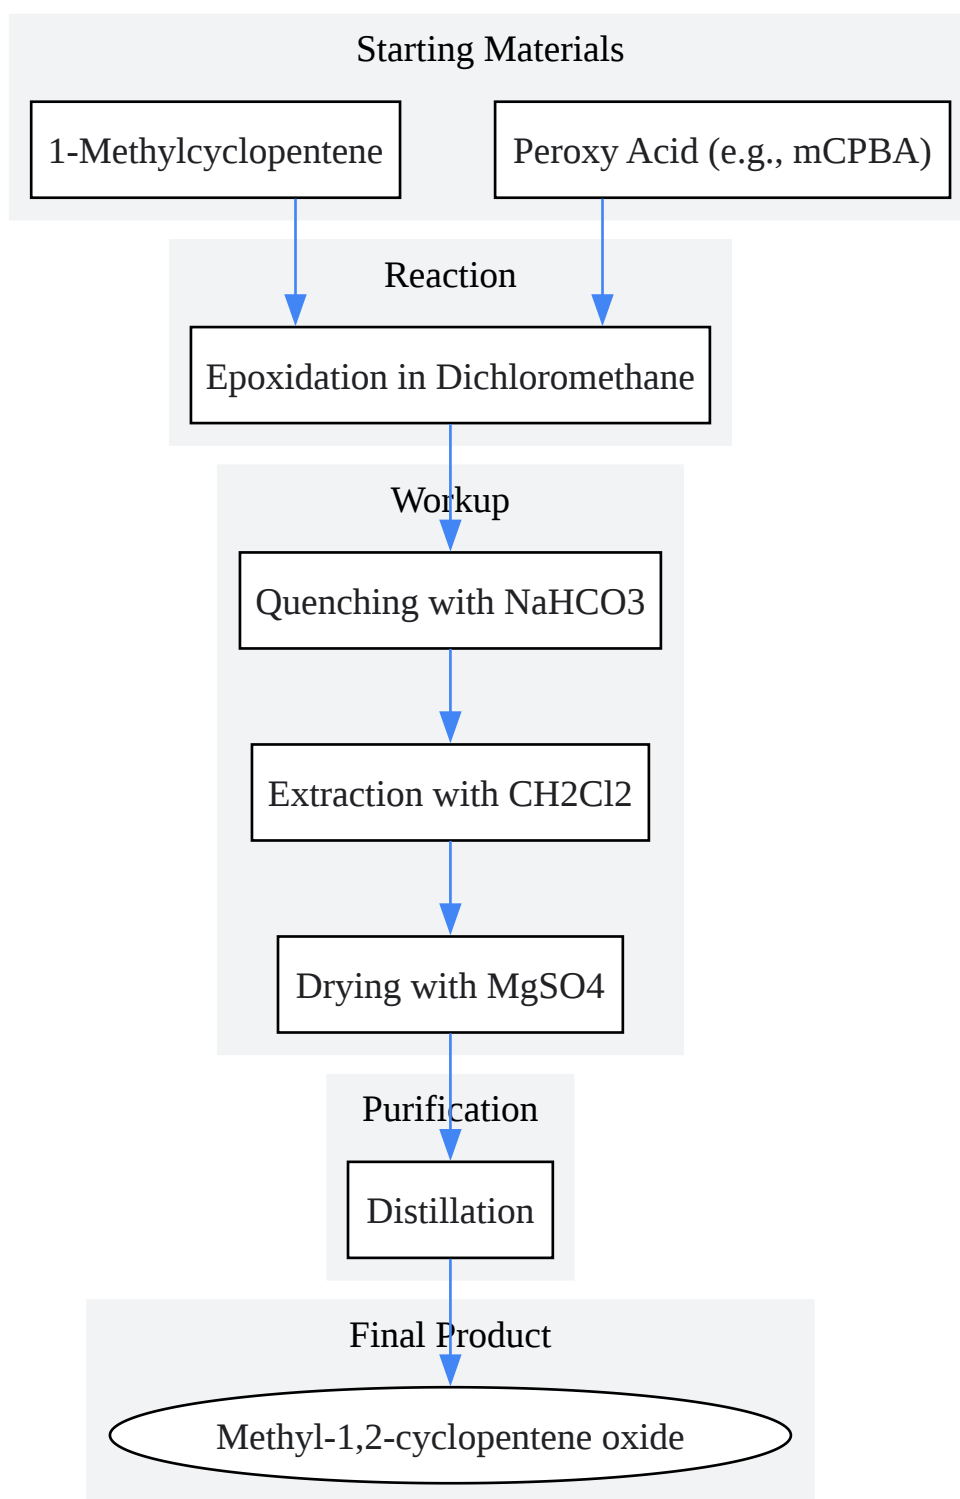 Starting Materials
1-Methylcyclopentene
Peroxy Acid (e.g., mCPBA)
Reaction
Epoxidation in Dichloromethane
Workup
Quenching with NaHCO3
Extraction with CH2Cl2
Drying with MgSO4
Purification
Distillation
Final Product
Methyl-1,2-cyclopentene oxide